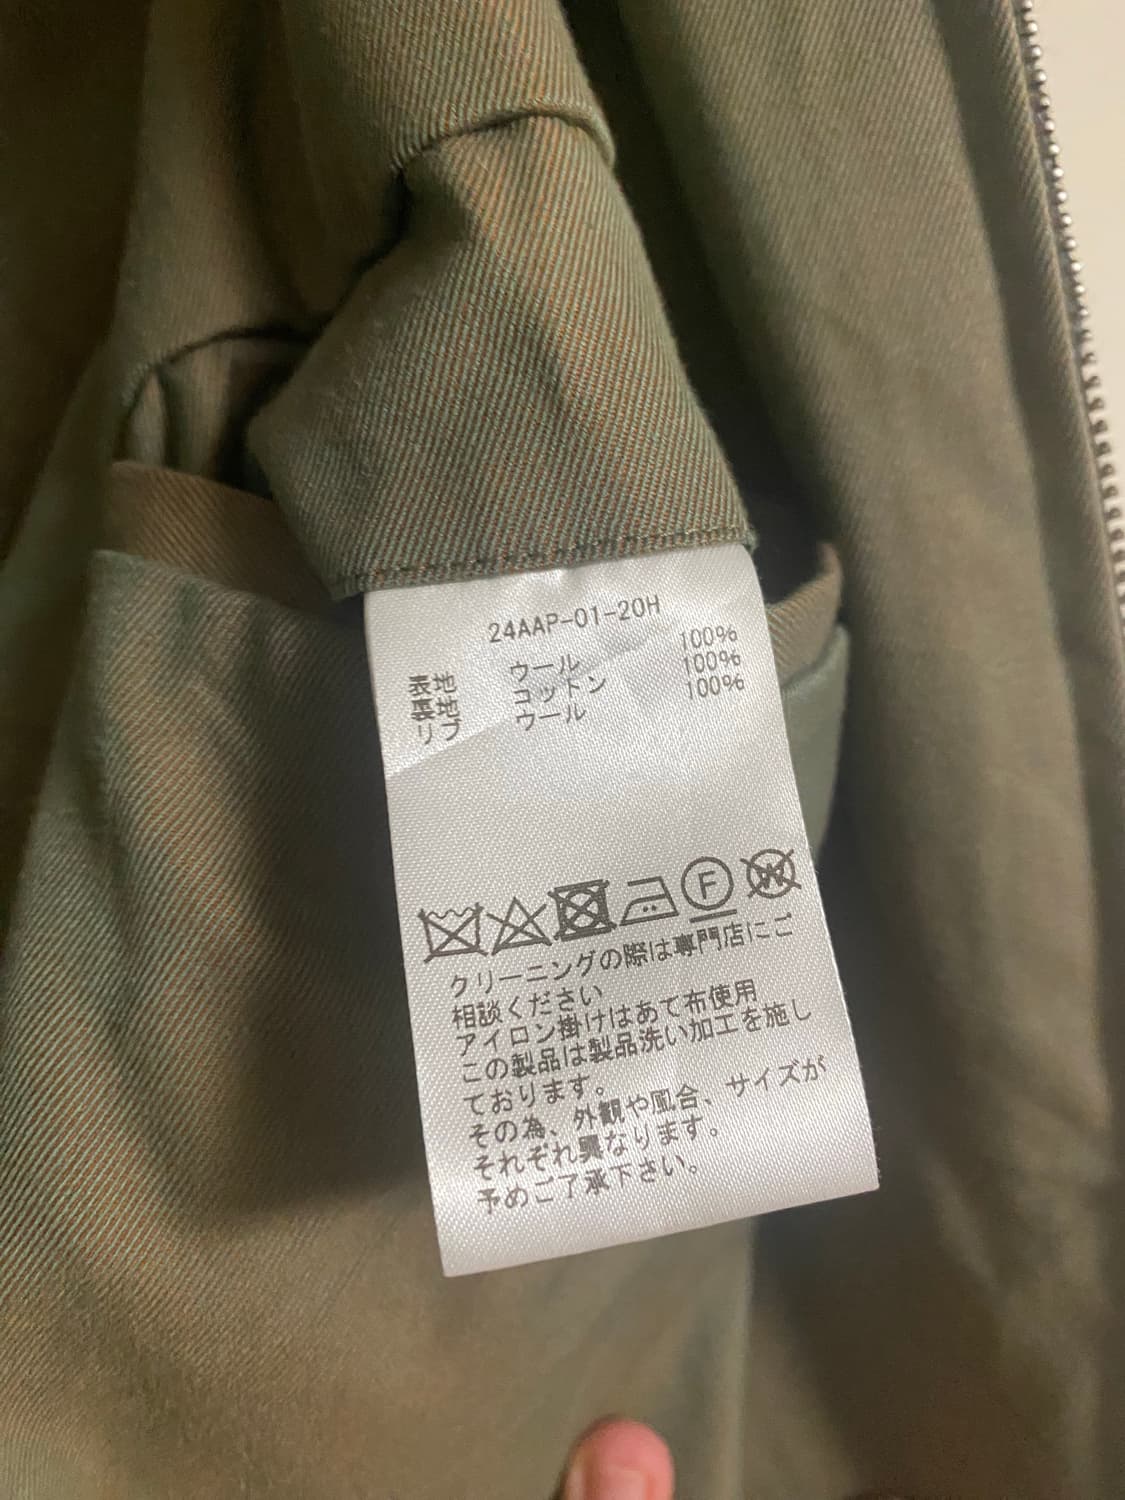 24AAP-01-20H
表地 ウール 100%
裏地 コットン 100%
リブ ウール 100%
F W
クリーニングの際は専門店にご
相談ください
アイロン掛けはあて布使用
この製品は製品洗い加工を施し
ております。
その為、外観や風合、サイズが
それぞれ異なります。
予めご了承下さい。